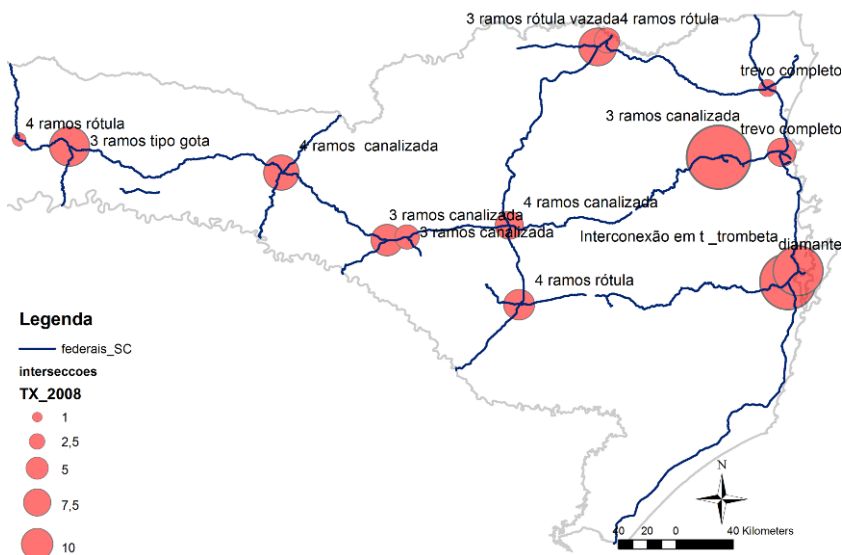 3 ramos rótula vazada4 ramos rótula
trevo completo
3 ramos canalizada
4 ramos rótula
trevo completo
3 ramos tipo gota
4 ramos  canalizada
4 ramos canalizada
3 ramos canalizada
3 ramos canalizada
Interconexão em t _trombeta
diamante
4 ramos rótula
Legenda
federais_SC
interseccoes
TX_2008
1
2,5
5
7,5
10
N
40 20 0 40 Kilometers